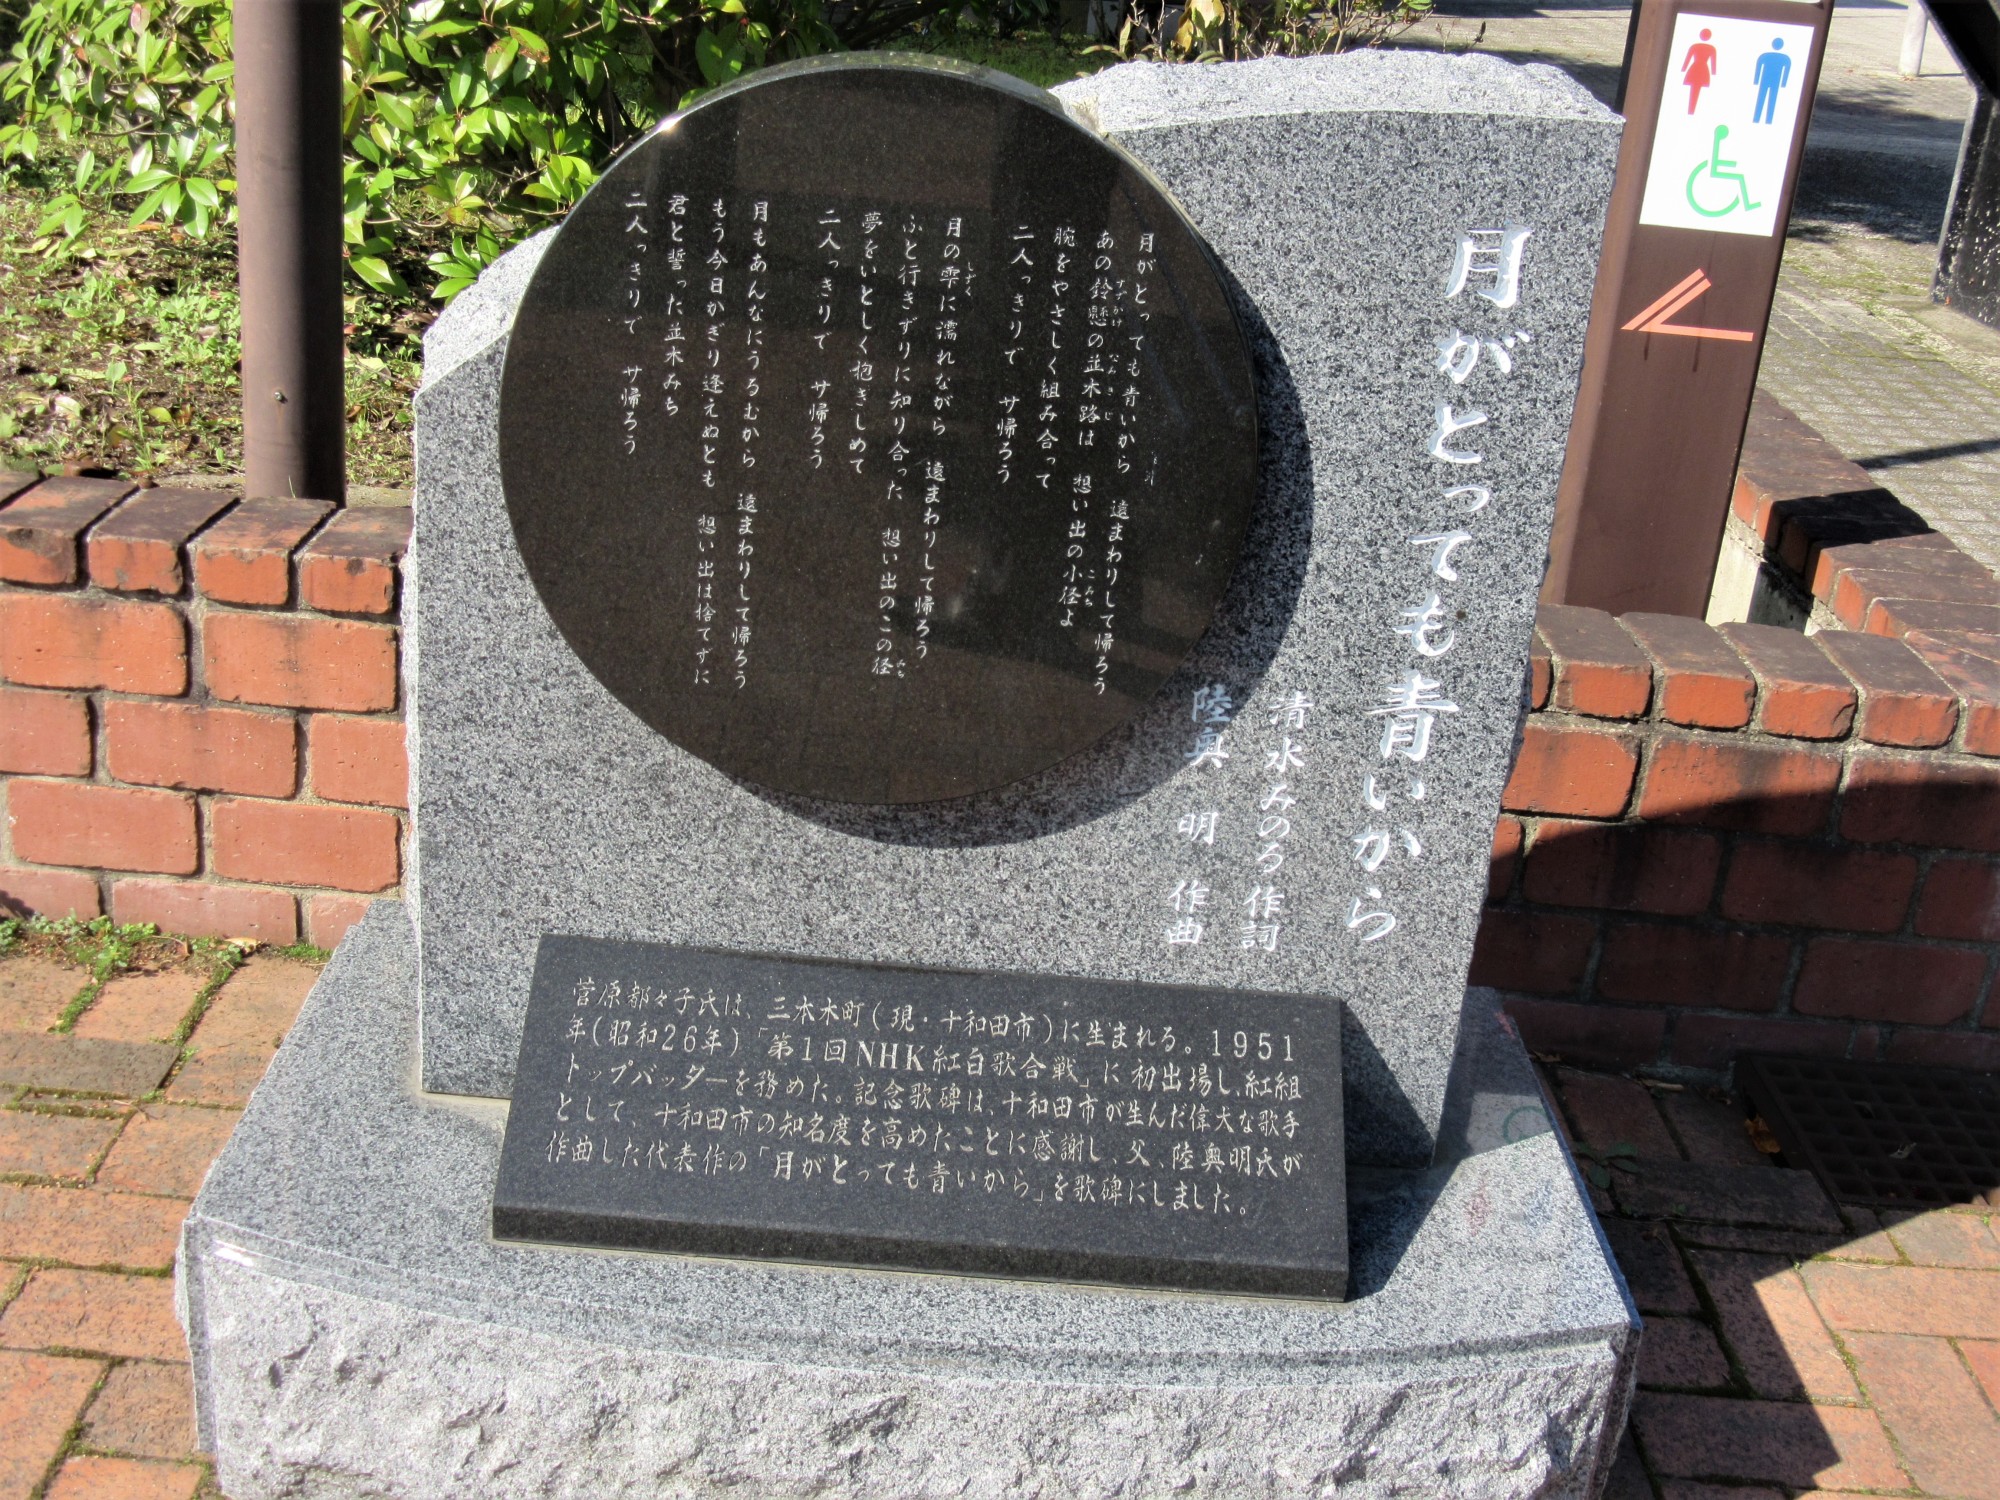 月がとっても青いから
清水みのる作詞
陸奥 明 作曲
月がとっても青いから 遠まわりして帰ろう
あの鈴懸の並木路は 想い出の小径よ
腕をやさしく組み合って
二人っきりで サ帰ろう
月の雫に濡れながら 遠まわりして帰ろう
ふと行きずりに知り合った 想い出のこの径
夢をいとしく抱きしめて
二人っきりで サ帰ろう
月もあんなにうるむから 遠まわりして帰ろう
もう今日かぎり逢えぬとも 想い出は捨てずに
君と誓った並木みち
二人っきりで サ帰ろう
菅原都々子氏は、三本木町(現・十和田市)に生まれる。1951
年(昭和26年)「第1回NHK紅白歌合戦」に初出場し、紅組
トップバッターを務めた。記念歌碑は、十和田市が生んだ偉大な歌手
として、十和田市の知名度を高めたことに感謝し、父、陸奥明氏が
作曲した代表作の「月がとっても青いから」を歌碑にしました。